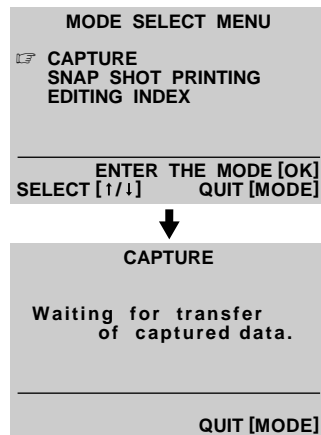 MODE SELECT MENU
☞ CAPTURE
SNAP SHOT PRINTING
EDITING INDEX
ENTER THE MODE [OK]
SELECT [↑/↓] QUIT [MODE]
CAPTURE
Waiting for transfer
of captured data.
QUIT [MODE]